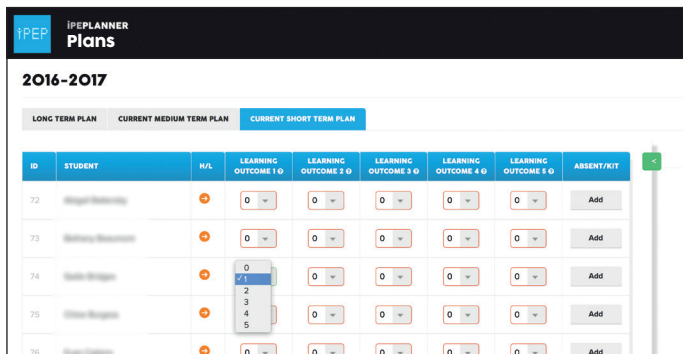 iPEP
iPEPLANNER
Plans
2016-2017
LONG TERM PLAN CURRENT MEDIUM TERM PLAN CURRENT SHORT TERM PLAN
ID STUDENT H/L LEARNING OUTCOME 1 LEARNING OUTCOME 2 LEARNING OUTCOME 3 LEARNING OUTCOME 4 LEARNING OUTCOME 5 ABSENT/KIT <
72 0 0 0 0 0 Add
73 0 0 0 0 0 Add
74 0 0 0 0 Add
0
✓ 1
2
3
4
5
75 0 0 0 0 Add
76 0 0 0 0 0 Add